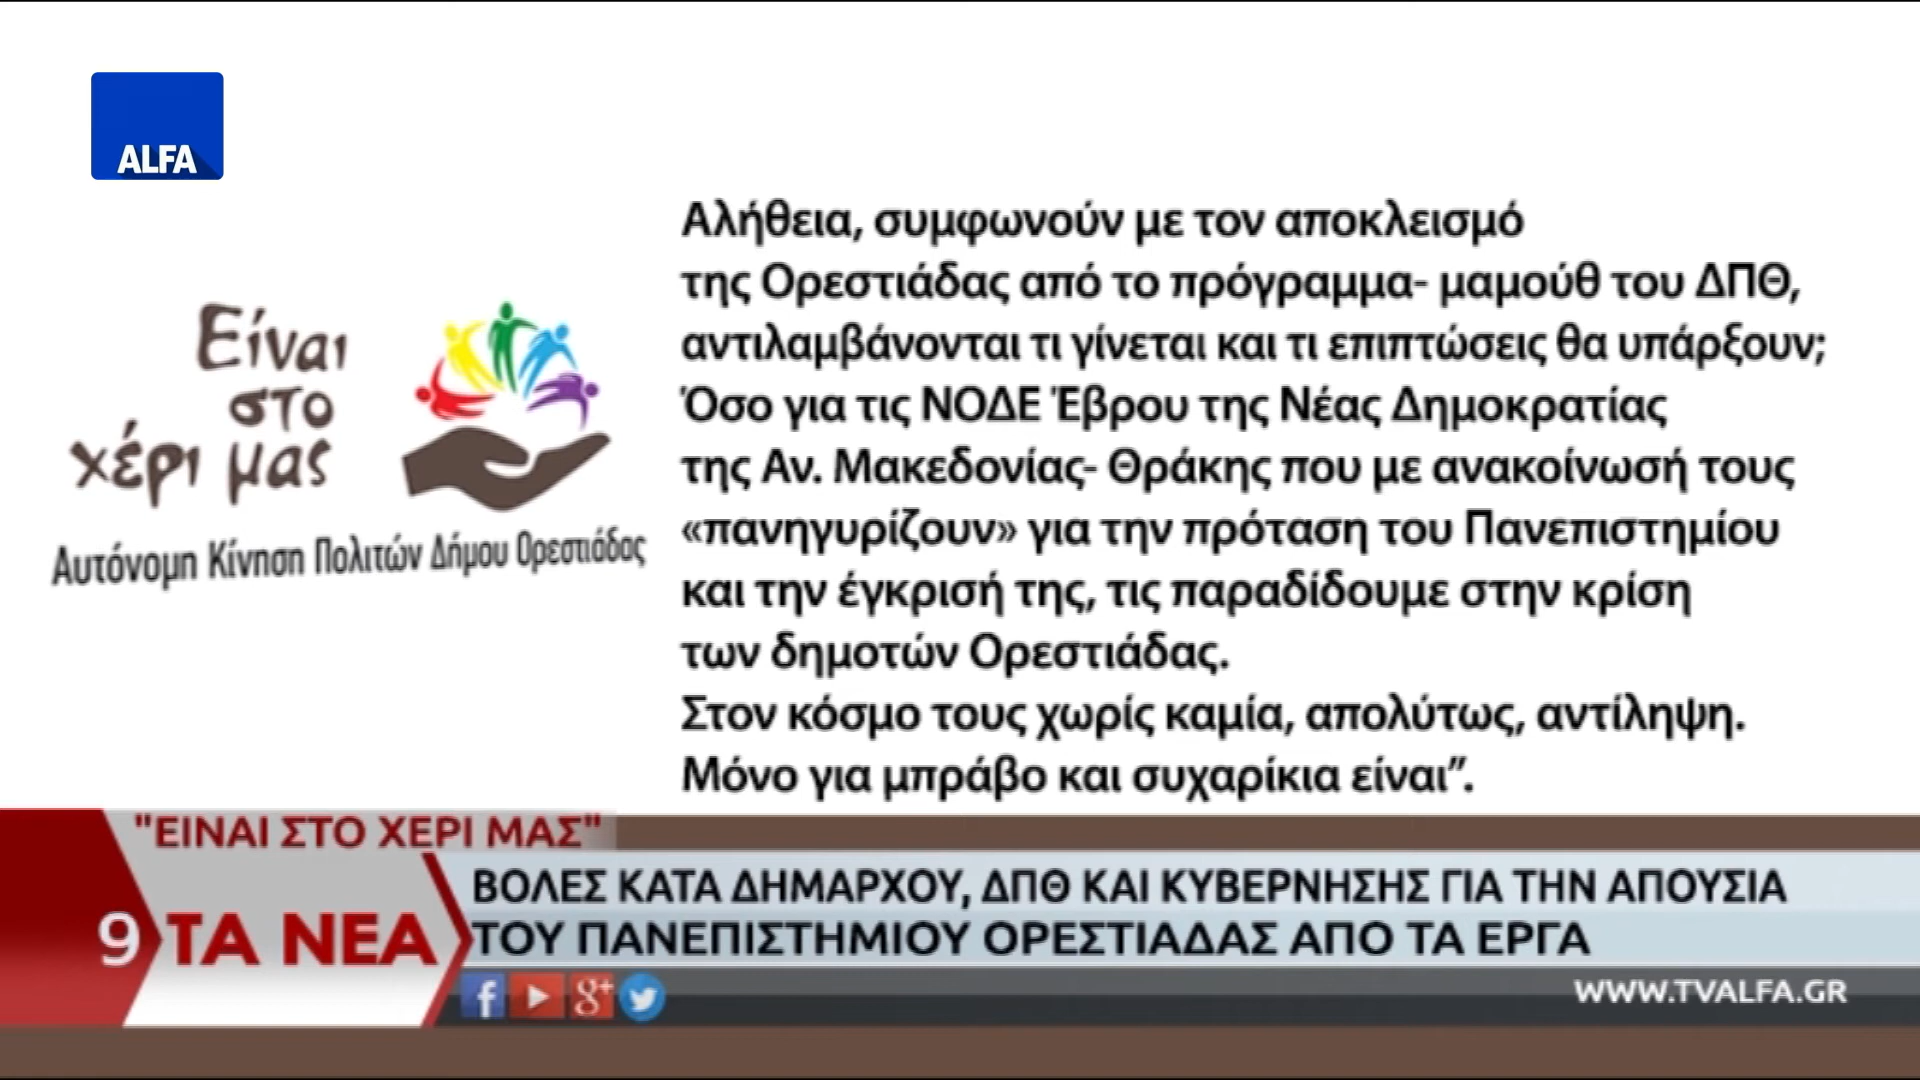 ALFA
Αλήθεια, συμφωνούν με τον αποκλεισμό
της Ορεστιάδας από το πρόγραμμα- μαμούθ του ΔΠΘ,
αντιλαμβάνονται τι γίνεται και τι επιπτώσεις θα υπάρξουν;
Όσο για τις ΝΟΔΕ Έβρου της Νέας Δημοκρατίας
της Αν. Μακεδονίας- Θράκης που με ανακοίνωσή τους
«πανηγυρίζουν» για την πρόταση του Πανεπιστημίου
και την έγκρισή της, τις παραδίδουμε στην κρίση
των δημοτών Ορεστιάδας.
Στον κόσμο τους χωρίς καμία, απολύτως, αντίληψη.
Μόνο για μπράβο και συχαρίκια είναι”.
Είναι
στο
χέρι μας
Αυτόνομη Κίνηση Πολιτών Δήμου Ορεστιάδας
"ΕΙΝΑΙ ΣΤΟ ΧΕΡΙ ΜΑΣ"
ΒΟΛΕΣ ΚΑΤΑ ΔΗΜΑΡΧΟΥ, ΔΠΘ ΚΑΙ ΚΥΒΕΡΝΗΣΗΣ ΓΙΑ ΤΗΝ ΑΠΟΥΣΙΑ
ΤΟΥ ΠΑΝΕΠΙΣΤΗΜΙΟΥ ΟΡΕΣΤΙΑΔΑΣ ΑΠΟ ΤΑ ΕΡΓΑ
9 ΤΑ ΝΕΑ
f g+
WWW.TVALFA.GR